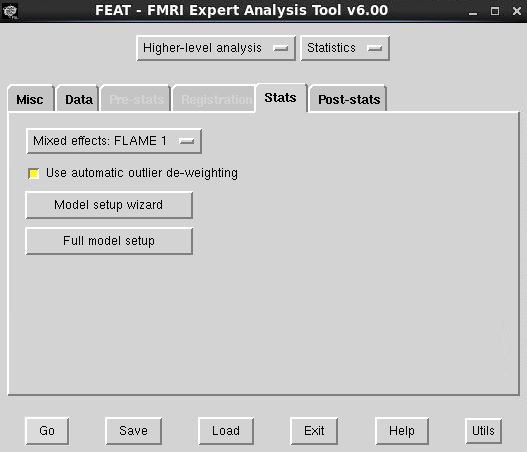 FEAT - FMRI Expert Analysis Tool v6.00
Higher-level analysis Statistics
Misc Data Pre-stats Registration Stats Post-stats
Mixed effects: FLAME 1
Use automatic outlier de-weighting
Model setup wizard
Full model setup
Go Save Load Exit Help Utils